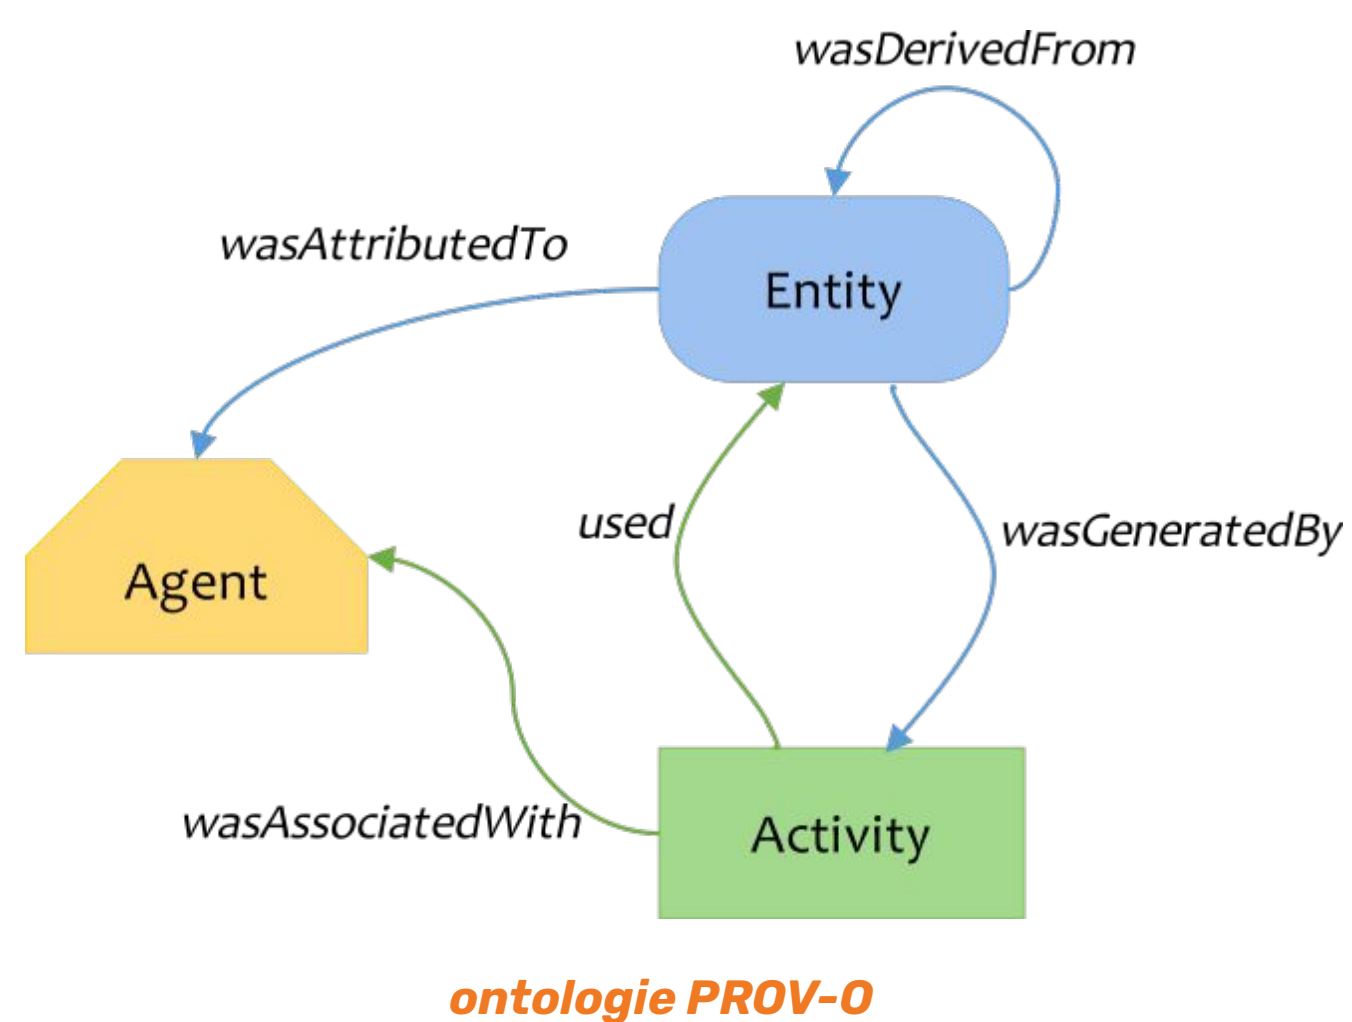 wasDerivedFrom
wasAttributedTo
Entity
used
wasGeneratedBy
Agent
wasAssociatedWith
Activity
ontologie PROV-O